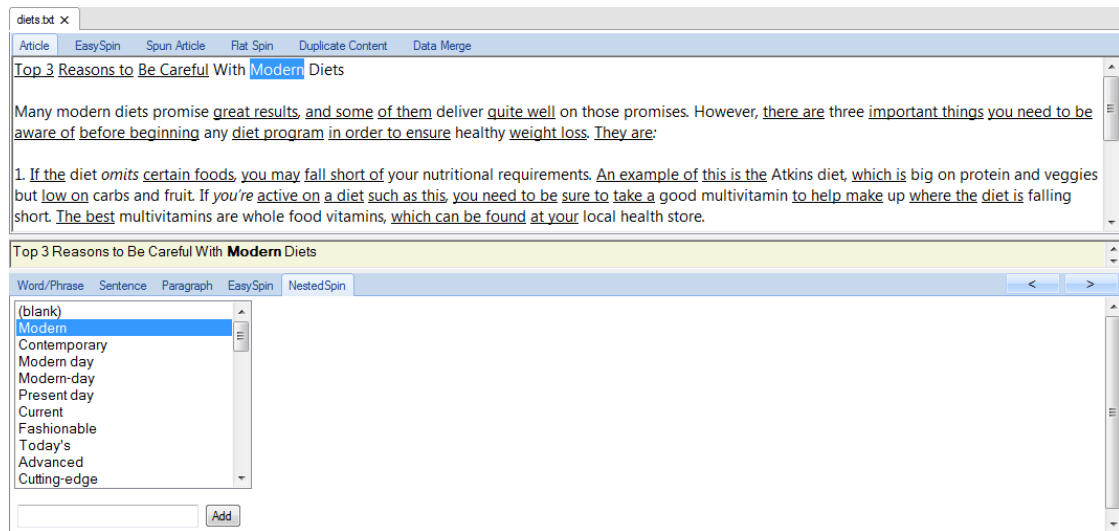 diets.txt X
Article EasySpin Spun Article Flat Spin Duplicate Content Data Merge
Top 3 Reasons to Be Careful With Modern Diets
Many modern diets promise great results, and some of them deliver quite well on those promises. However, there are three important things you need to be
aware of before beginning any diet program in order to ensure healthy weight loss. They are:
1. If the diet omits certain foods, you may fall short of your nutritional requirements. An example of this is the Atkins diet, which is big on protein and veggies
but low on carbs and fruit. If you're active on a diet such as this, you need to be sure to take a good multivitamin to help make up where the diet is falling
short. The best multivitamins are whole food vitamins, which can be found at your local health store.
Top 3 Reasons to Be Careful With Modern Diets
Word/Phrase Sentence Paragraph EasySpin NestedSpin < >
(blank)
Modern
Contemporary
Modern day
Modern-day
Present day
Current
Fashionable
Today's
Advanced
Cutting-edge
Add